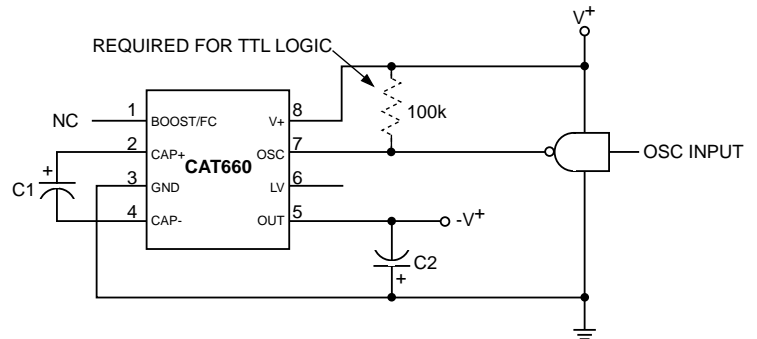 V+
REQUIRED FOR TTL LOGIC
NC
1
BOOST/FC
V+
8
100k
2
CAP+
OSC
7
OSC INPUT
CAT660
C1
+
3
GND
LV
6
4
CAP-
OUT
5
-V+
C2
+